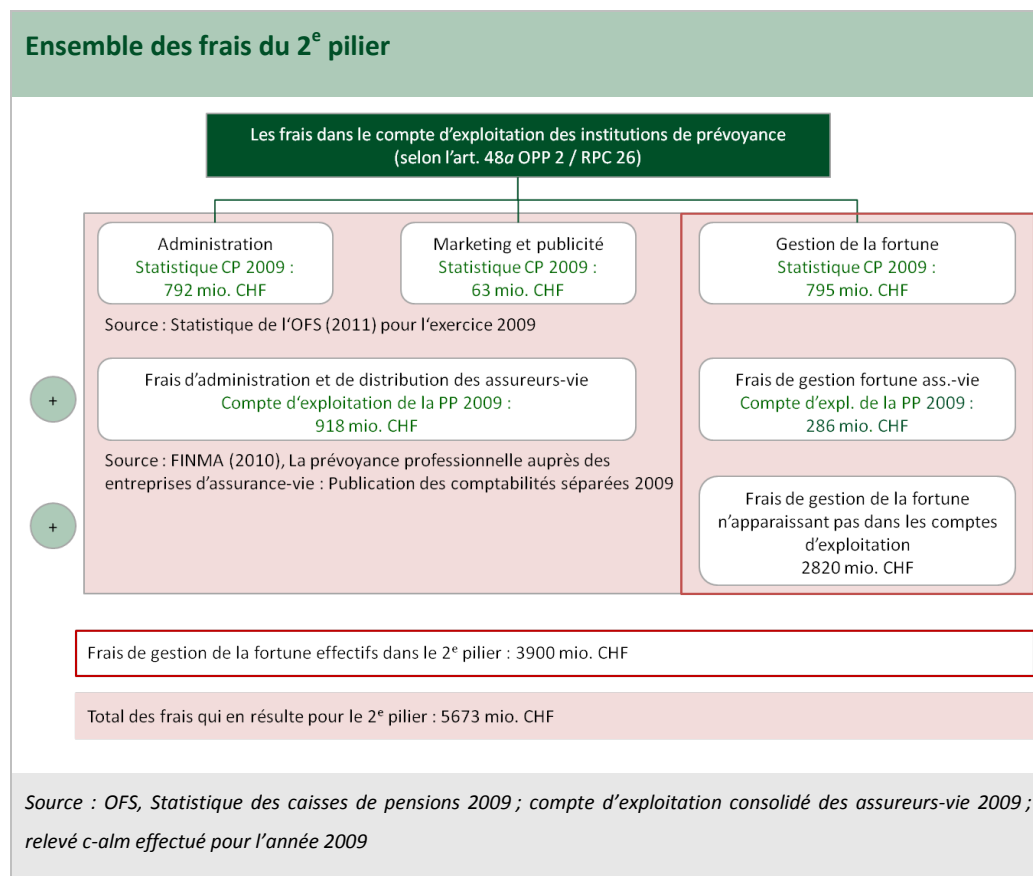 Ensemble des frais du 2e pilier
Les frais dans le compte d'exploitation des institutions de prévoyance
(selon l'art. 48a OPP 2 / RPC 26)
Administration
Statistique CP 2009 :
792 mio. CHF
Marketing et publicité
Statistique CP 2009 :
63 mio. CHF
Gestion de la fortune
Statistique CP 2009 :
795 mio. CHF
Source : Statistique de l'OFS (2011) pour l'exercice 2009
+
Frais d'administration et de distribution des assureurs-vie
Compte d'exploitation de la PP 2009 :
918 mio. CHF
Frais de gestion fortune ass.-vie
Compte d'expl. de la PP 2009 :
286 mio. CHF
Source : FINMA (2010), La prévoyance professionnelle auprès des
entreprises d'assurance-vie : Publication des comptabilités séparées 2009
+
Frais de gestion de la fortune
n'apparaissant pas dans les comptes
d'exploitation
2820 mio. CHF
Frais de gestion de la fortune effectifs dans le 2e pilier : 3900 mio. CHF
Total des frais qui en résulte pour le 2e pilier : 5673 mio. CHF
Source : OFS, Statistique des caisses de pensions 2009 ; compte d'exploitation consolidé des assureurs-vie 2009 ;
relevé c-alm effectué pour l'année 2009